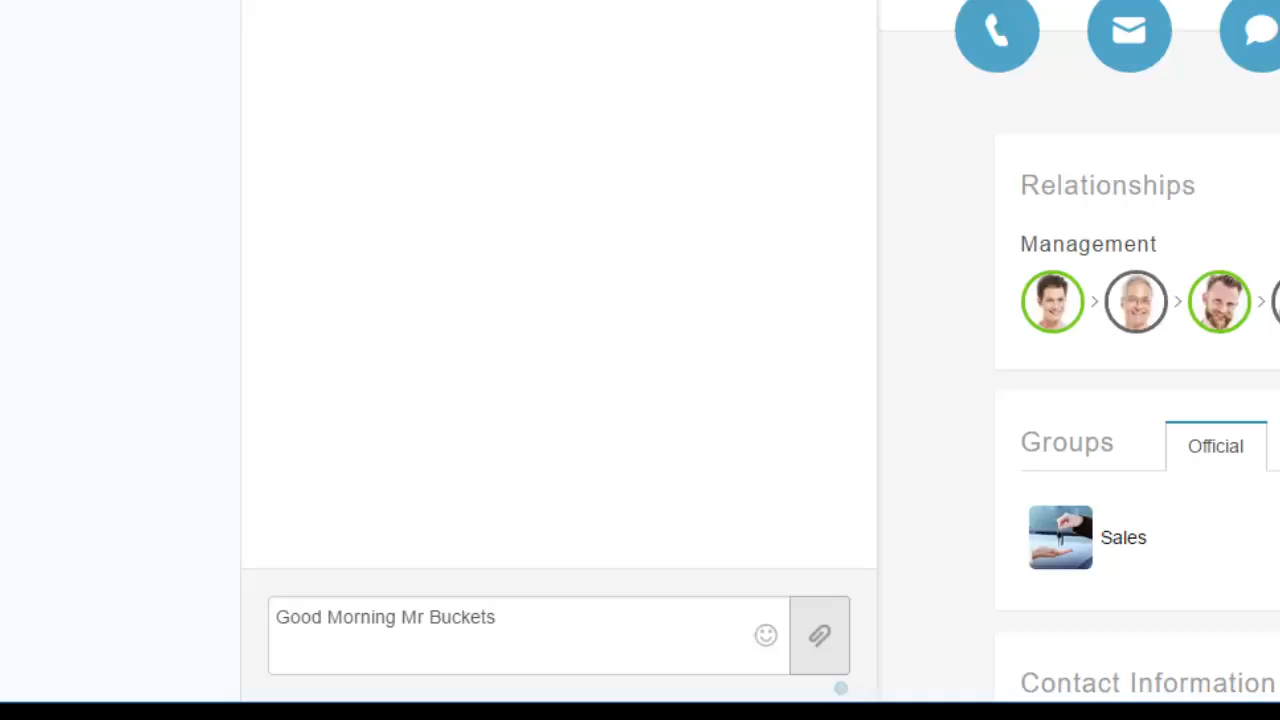 Relationships
Management
Groups
Official
Sales
Good Morning Mr Buckets
Contact Information